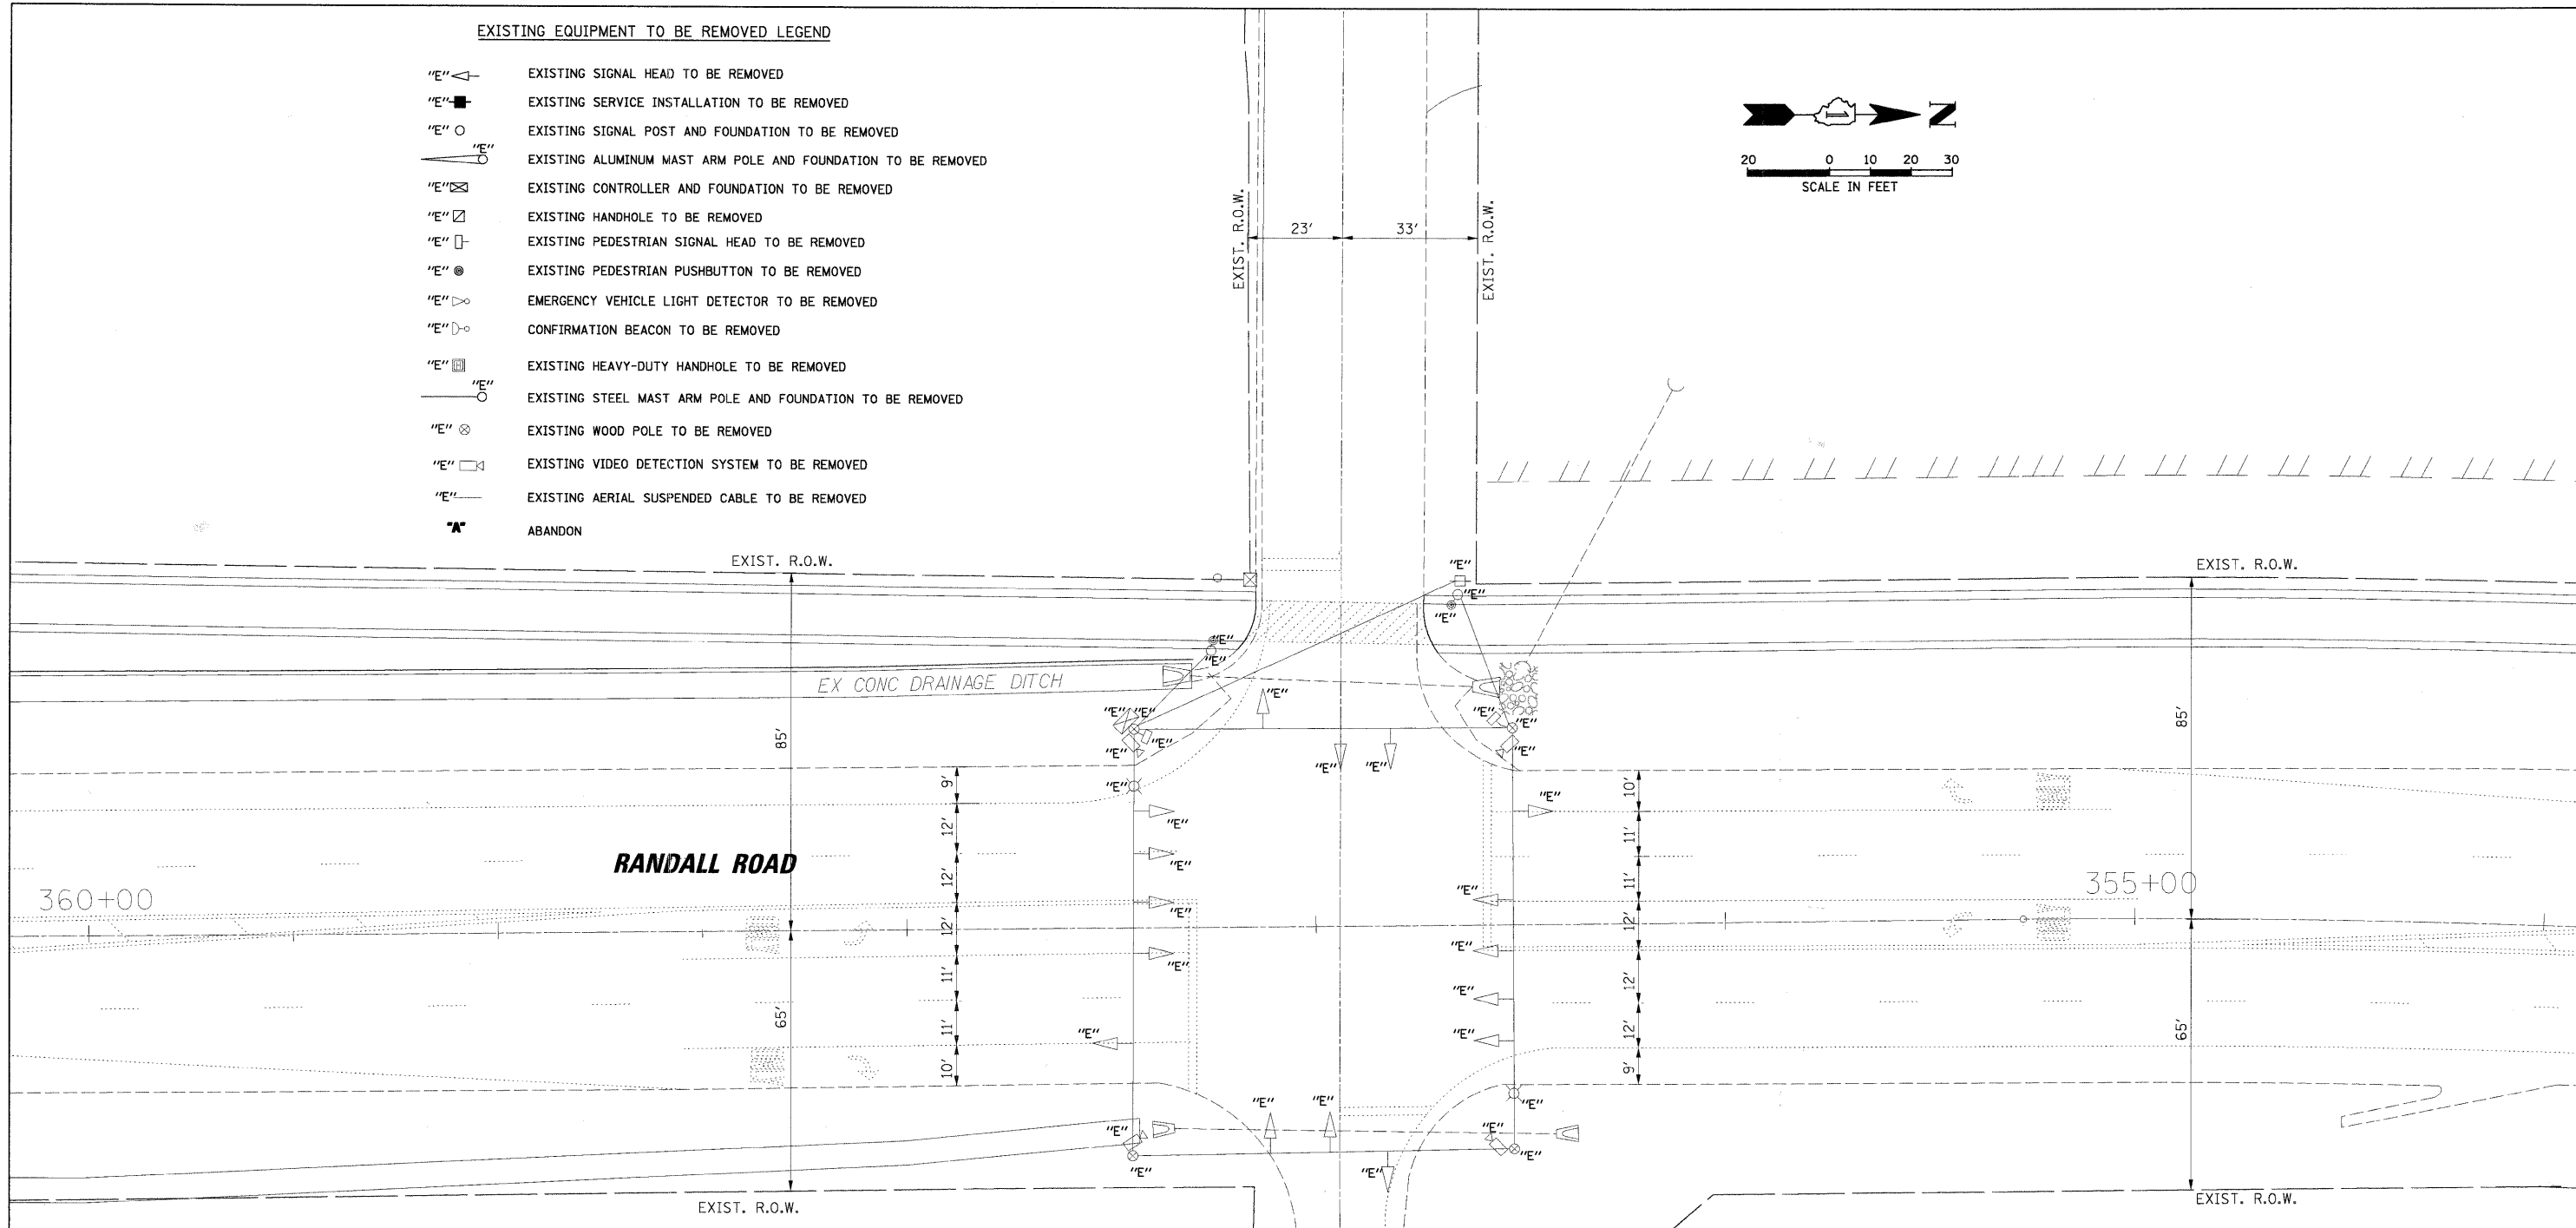 EXISTING EQUIPMENT TO BE REMOVED LEGEND
"E" EXISTING SIGNAL HEAD TO BE REMOVED
"E" EXISTING SERVICE INSTALLATION TO BE REMOVED
"E" EXISTING SIGNAL POST AND FOUNDATION TO BE REMOVED
"E" EXISTING ALUMINUM MAST ARM POLE AND FOUNDATION TO BE REMOVED
"E" EXISTING CONTROLLER AND FOUNDATION TO BE REMOVED
"E" EXISTING HANDHOLE TO BE REMOVED
"E" EXISTING PEDESTRIAN SIGNAL HEAD TO BE REMOVED
"E" EXISTING PEDESTRIAN PUSHBUTTON TO BE REMOVED
"E" EMERGENCY VEHICLE LIGHT DETECTOR TO BE REMOVED
"E" CONFIRMATION BEACON TO BE REMOVED
"E" H EXISTING HEAVY-DUTY HANDHOLE TO BE REMOVED
"E" EXISTING STEEL MAST ARM POLE AND FOUNDATION TO BE REMOVED
"E" EXISTING WOOD POLE TO BE REMOVED
"E" EXISTING VIDEO DETECTION SYSTEM TO BE REMOVED
"E" EXISTING AERIAL SUSPENDED CABLE TO BE REMOVED
"A" ABANDON
N
20 0 10 20 30
SCALE IN FEET
EXIST. R.O.W.
23'
33'
EXIST. R.O.W.
EXIST. R.O.W.
EXIST. R.O.W.
"E"
"E"
"E"
"E"
"E"
EX CONC DRAINAGE DITCH
"E"
"E" "E"
"E"
"E"
"E"
"E"
"E"
"E"
"E"
"E"
85'
85'
9'
12'
12'
12'
11'
11'
10'
10'
11'
11'
12'
12'
12'
9'
"E"
"E"
"E"
"E"
"E"
"E"
"E"
"E"
"E"
"E"
RANDALL ROAD
360+00
355+00
65'
65'
"E"
"E"
"E"
"E"
"E"
"E"
"E"
"E"
"E"
EXIST. R.O.W.
EXIST. R.O.W.